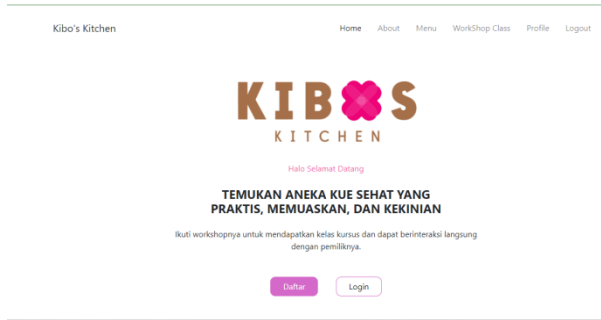 Kibo's Kitchen Home About Menu WorkShop Class Profile Logout
KIBOS
KITCHEN
Halo Selamat Datang
TEMUKAN ANEKA KUE SEHAT YANG
PRAKTIS, MEMUASKAN, DAN KEKINIAN
Ikuti workshopnya untuk mendapatkan kelas kursus dan dapat berinteraksi langsung
dengan pemiliknya.
Daftar Login